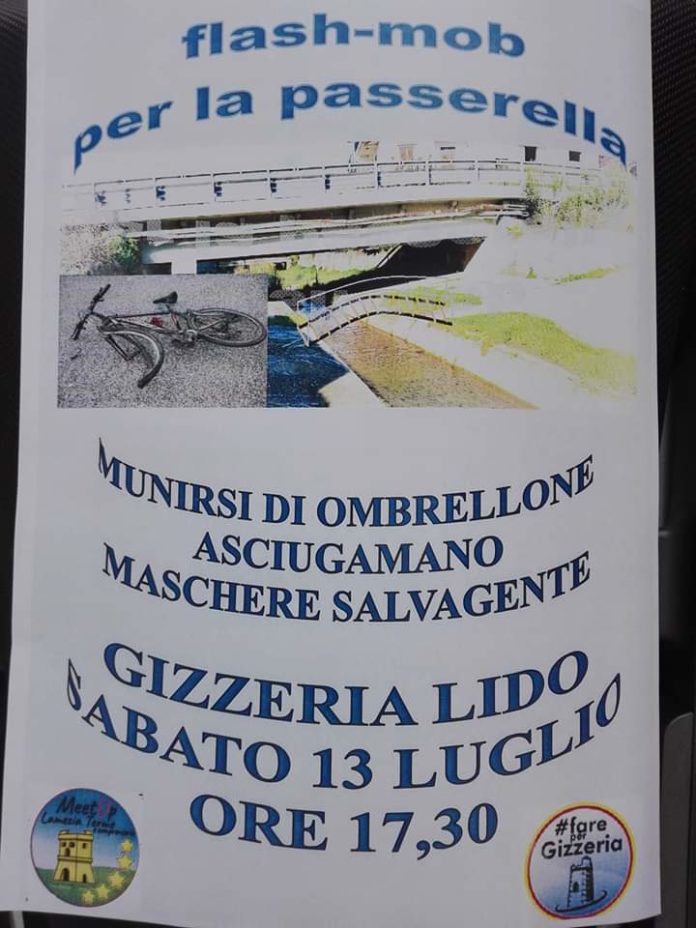 flash-mob
per la passerella
MUNIRSI DI OMBRELLONE
ASCIUGAMANO
MASCHERE SALVAGENTE
GIZZERIA LIDO
SABATO 13 LUGLIO
ORE 17,30
MeetUp
Lamezia Terme
#fare
per
Gizzeria